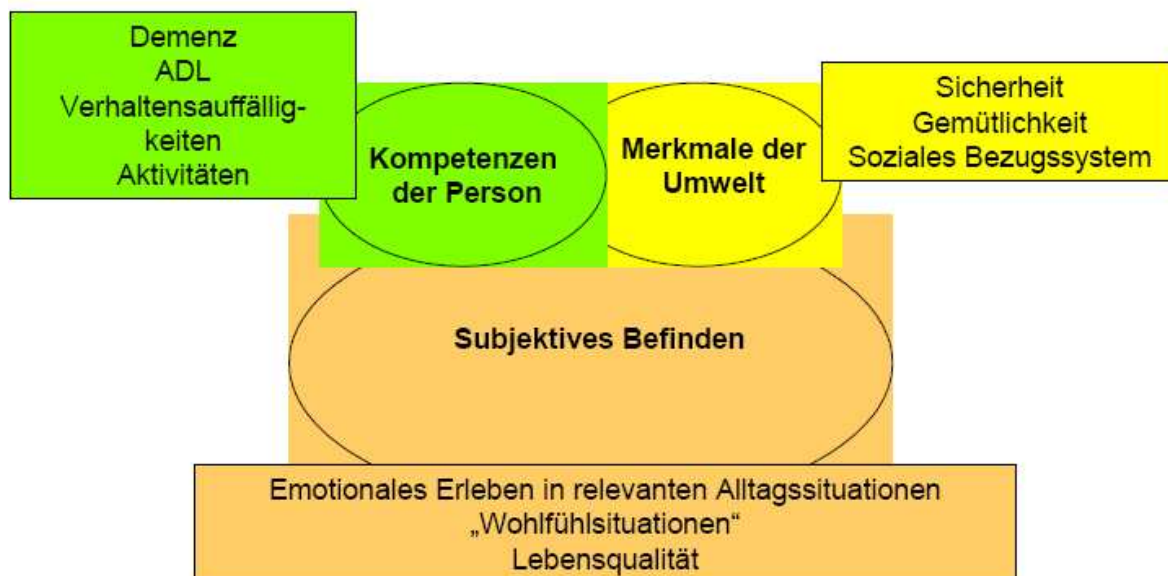 Demenz
ADL
Verhaltensauffällig-
keiten
Aktivitäten
Kompetenzen
der Person
Merkmale der
Umwelt
Sicherheit
Gemütlichkeit
Soziales Bezugssystem
Subjektives Befinden
Emotionales Erleben in relevanten Alltagssituationen
„Wohlfühlsituationen“
Lebensqualität